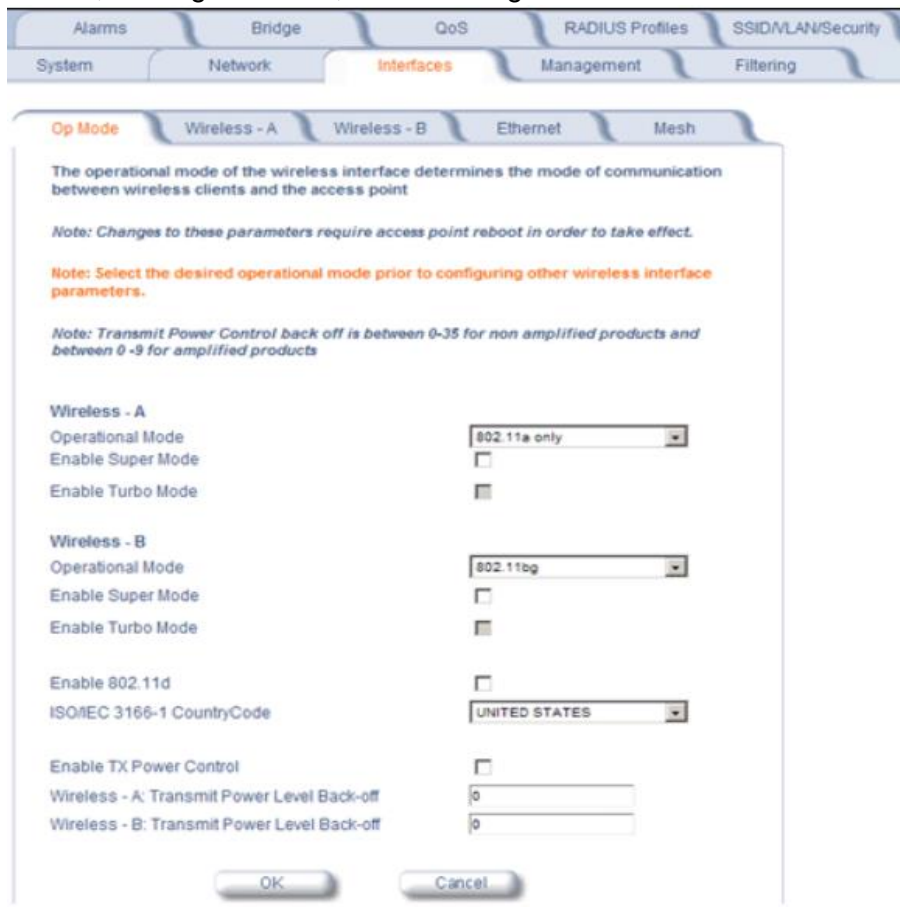 Alarms Bridge QoS RADIUS Profiles SSID/VLAN/Security
System Network Interfaces Management Filtering
Op Mode Wireless - A Wireless - B Ethernet Mesh
The operational mode of the wireless interface determines the mode of communication
between wireless clients and the access point
Note: Changes to these parameters require access point reboot in order to take effect.
Note: Select the desired operational mode prior to configuring other wireless interface
parameters.
Note: Transmit Power Control back off is between 0-35 for non amplified products and
between 0 -9 for amplified products
Wireless - A
Operational Mode 802.11a only
Enable Super Mode
Enable Turbo Mode
Wireless - B
Operational Mode 802.11bg
Enable Super Mode
Enable Turbo Mode
Enable 802.11d
ISO/IEC 3166-1 CountryCode UNITED STATES
Enable TX Power Control
Wireless - A: Transmit Power Level Back-off 0
Wireless - B: Transmit Power Level Back-off 0
OK Cancel